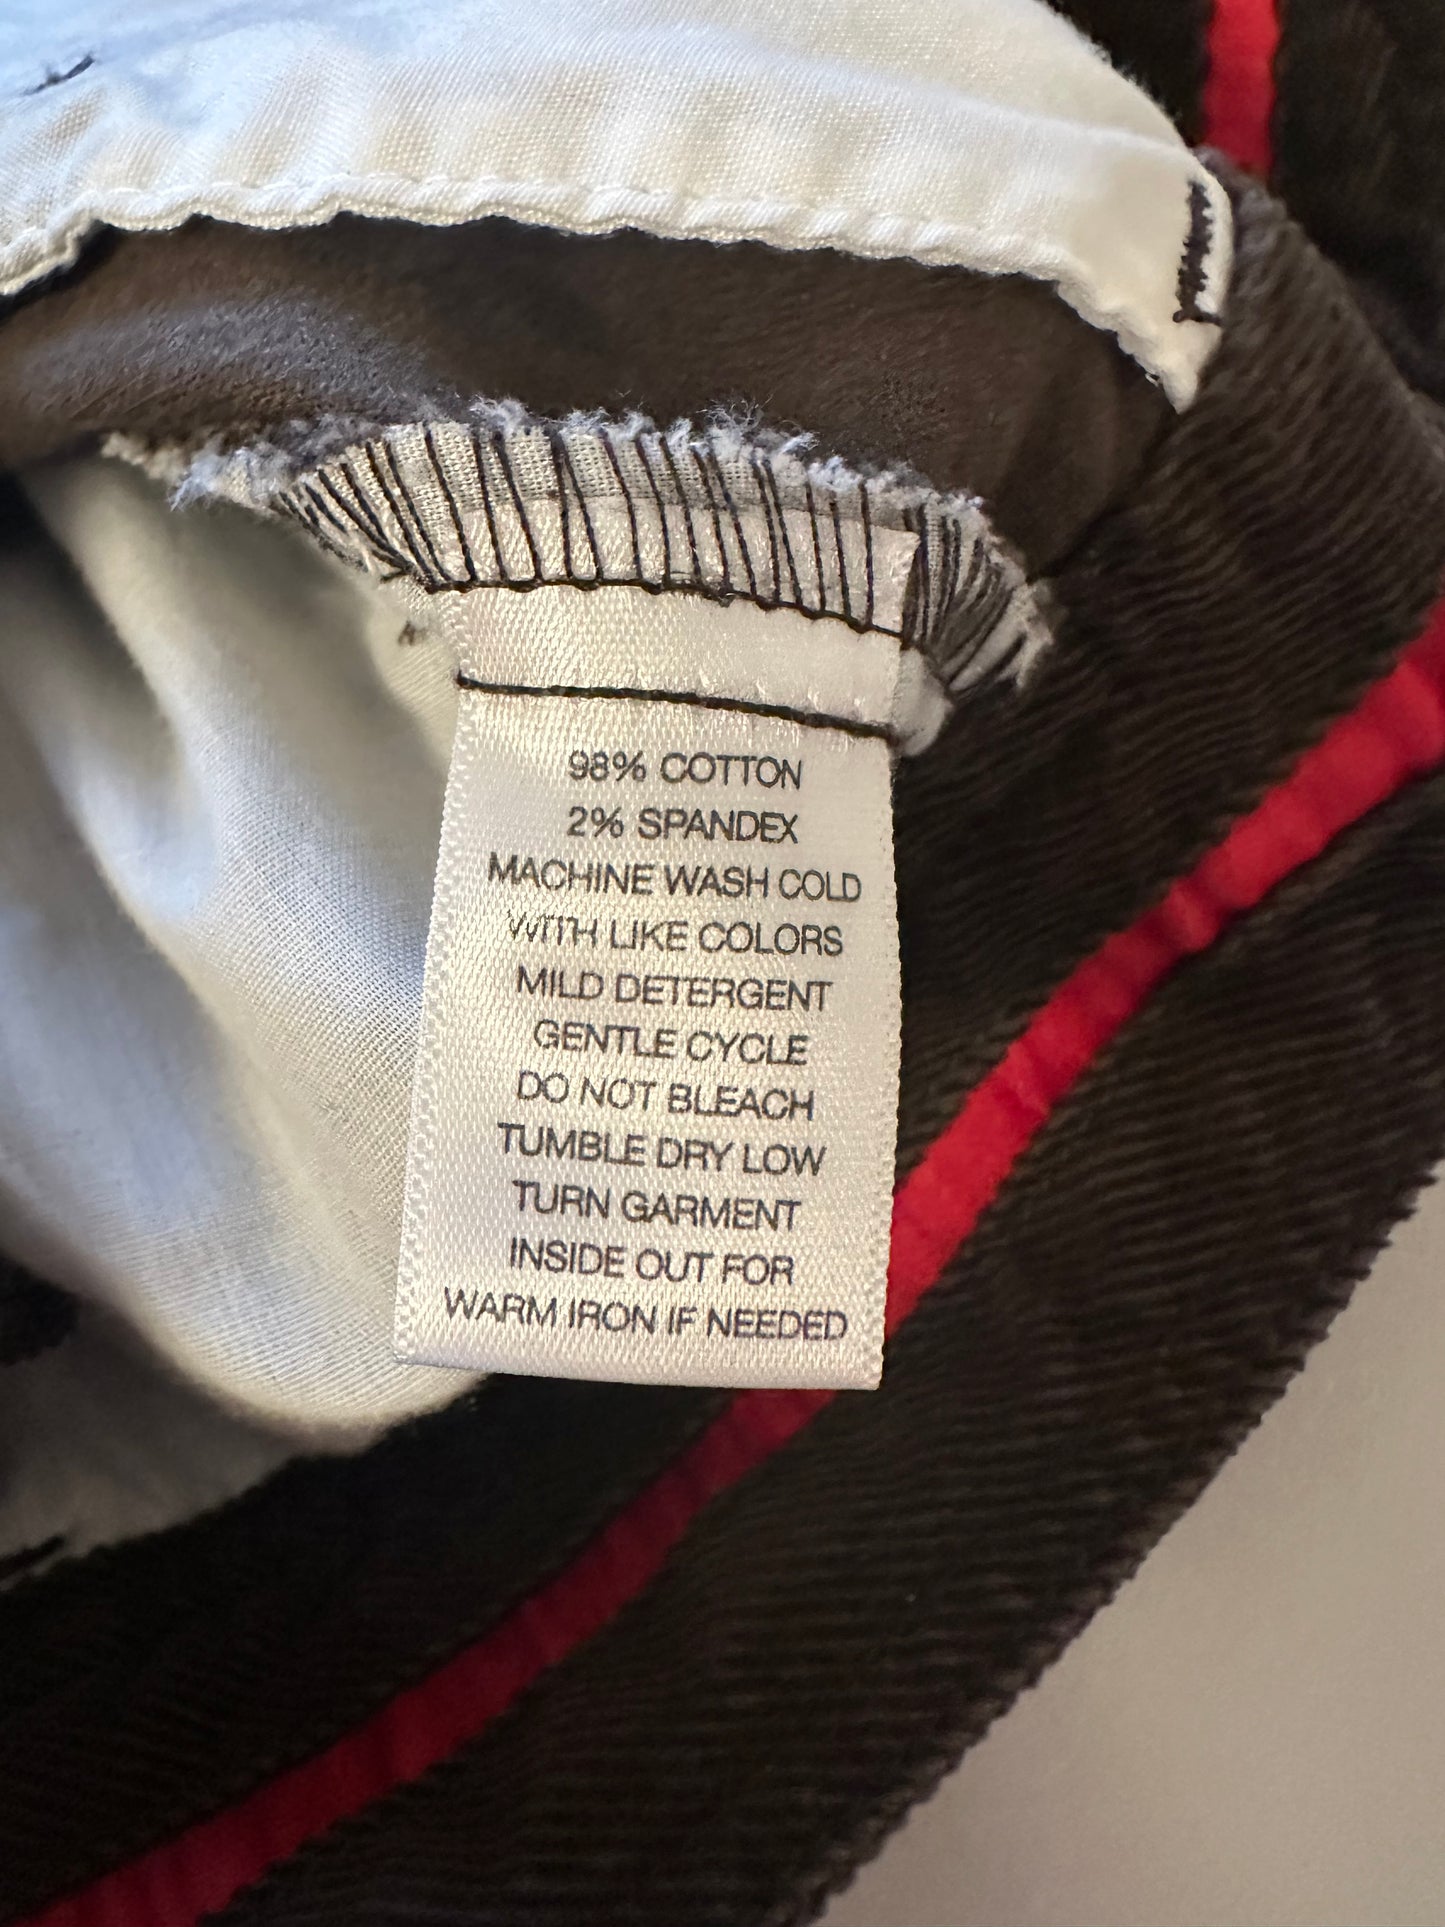 98% COTTON
2% SPANDEX
MACHINE WASH COLD
WITH LIKE COLORS
MILD DETERGENT
GENTLE CYCLE
DO NOT BLEACH
TUMBLE DRY LOW
TURN GARMENT
INSIDE OUT FOR
WARM IRON IF NEEDED